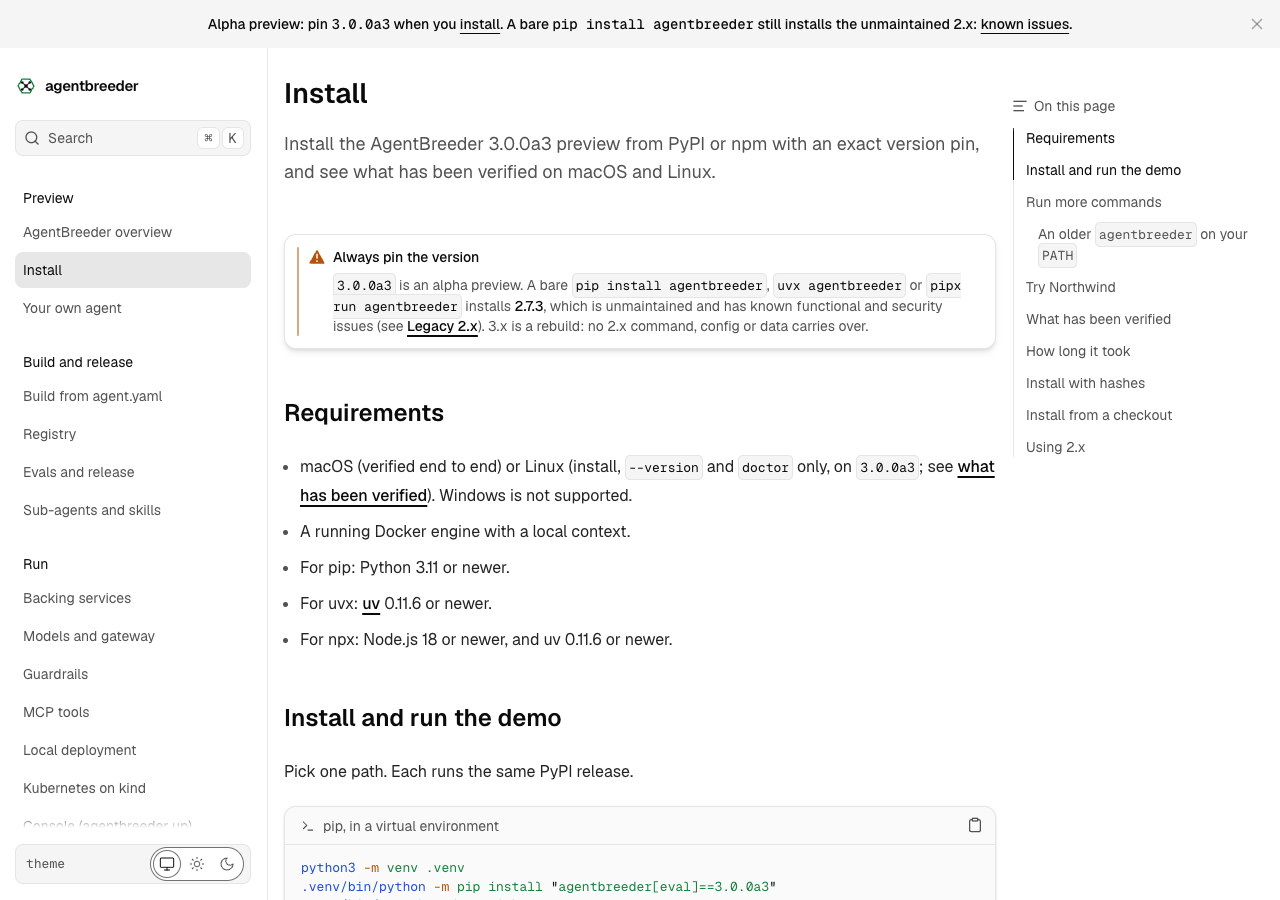 Alpha preview: pin 3.0.0a3 when you install. A bare pip install agentbreeder still installs the unmaintained 2.x: known issues.
agentbreeder
Search
⌘ K
Preview
AgentBreeder overview
Install
Your own agent
Build and release
Build from agent.yaml
Registry
Evals and release
Sub-agents and skills
Run
Backing services
Models and gateway
Guardrails
MCP tools
Local deployment
Kubernetes on kind
Console (agentbreeder up)
theme
Install
Install the AgentBreeder 3.0.0a3 preview from PyPI or npm with an exact version pin,
and see what has been verified on macOS and Linux.
Always pin the version
3.0.0a3 is an alpha preview. A bare pip install agentbreeder, uvx agentbreeder or pipx
run agentbreeder installs 2.7.3, which is unmaintained and has known functional and security
issues (see Legacy 2.x). 3.x is a rebuild: no 2.x command, config or data carries over.
Requirements
macOS (verified end to end) or Linux (install, --version and doctor only, on 3.0.0a3; see what
has been verified). Windows is not supported.
A running Docker engine with a local context.
For pip: Python 3.11 or newer.
For uvx: uv 0.11.6 or newer.
For npx: Node.js 18 or newer, and uv 0.11.6 or newer.
Install and run the demo
Pick one path. Each runs the same PyPI release.
pip, in a virtual environment
python3 -m venv .venv
.venv/bin/python -m pip install "agentbreeder[eval]==3.0.0a3"
On this page
Requirements
Install and run the demo
Run more commands
An older agentbreeder on your
PATH
Try Northwind
What has been verified
How long it took
Install with hashes
Install from a checkout
Using 2.x